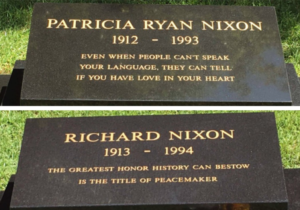 PATRICIA RYAN NIXON
1912 - 1993
EVEN WHEN PEOPLE CAN'T SPEAK
YOUR LANGUAGE, THEY CAN TELL
IF YOU HAVE LOVE IN YOUR HEART
RICHARD NIXON
1913 - 1994
THE GREATEST HONOR HISTORY CAN BESTOW
IS THE TITLE OF PEACEMAKER